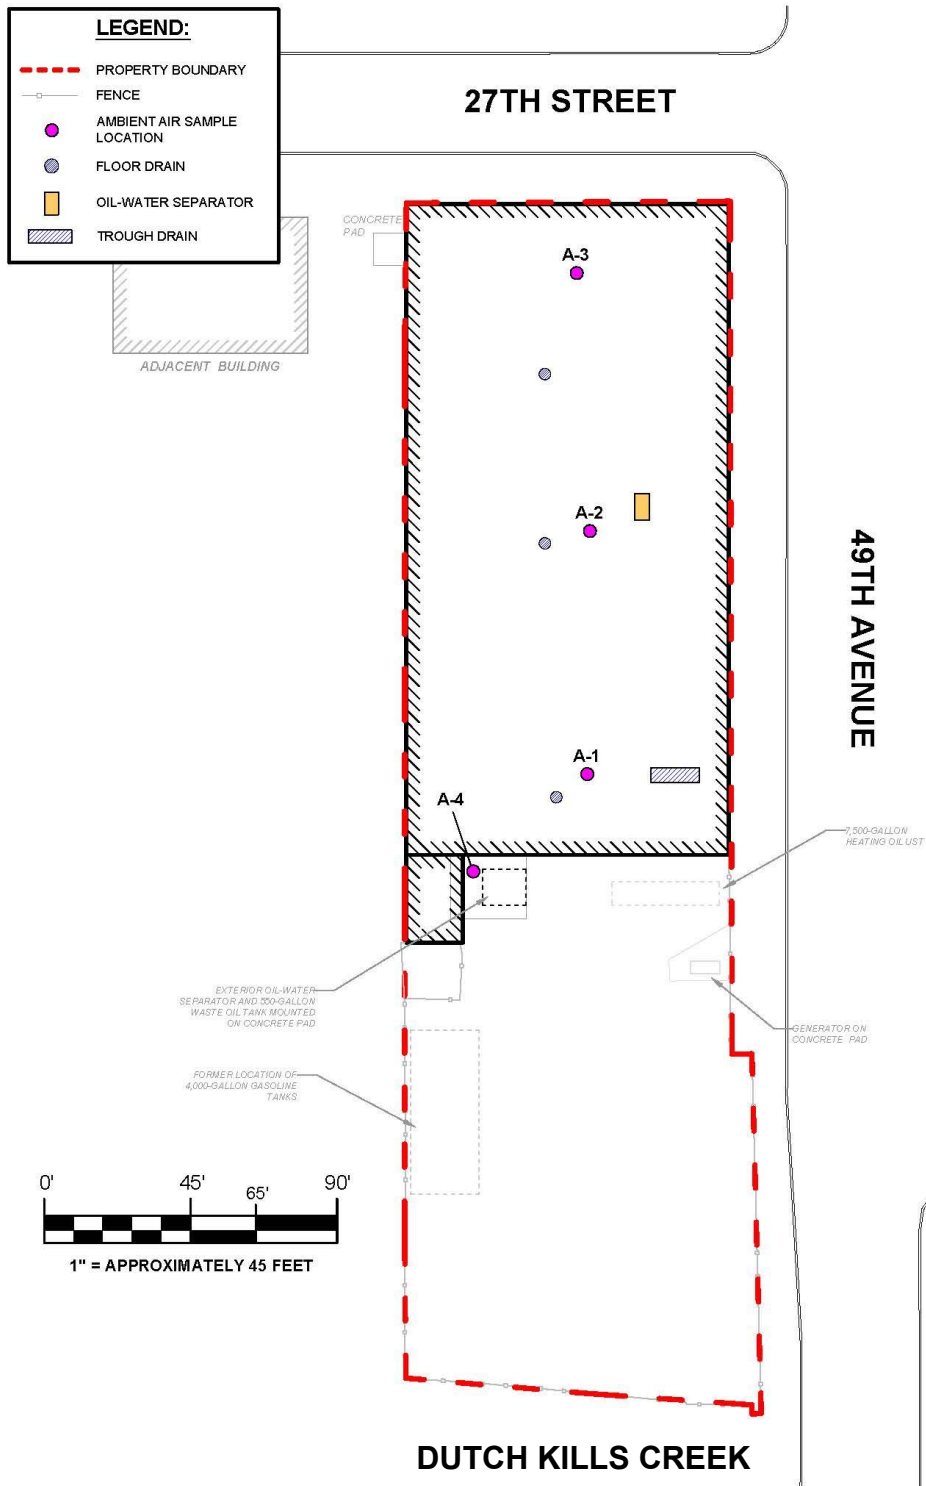 LEGEND:
PROPERTY BOUNDARY
FENCE
AMBIENT AIR SAMPLE
LOCATION
FLOOR DRAIN
OIL-WATER SEPARATOR
TROUGH DRAIN
27TH STREET
CONCRETE
PAD
ADJACENT BUILDING
A-3
A-2
49TH AVENUE
A-1
A-4
7,500-GALLON
HEATING OIL UST
EXTERIOR OIL-WATER
SEPARATOR AND 550-GALLON
WASTE OIL TANK MOUNTED
ON CONCRETE PAD
GENERATOR ON
CONCRETE PAD
FORMER LOCATION OF
4,000-GALLON GASOLINE
TANKS
0' 45' 65' 90'
1" = APPROXIMATELY 45 FEET
DUTCH KILLS CREEK